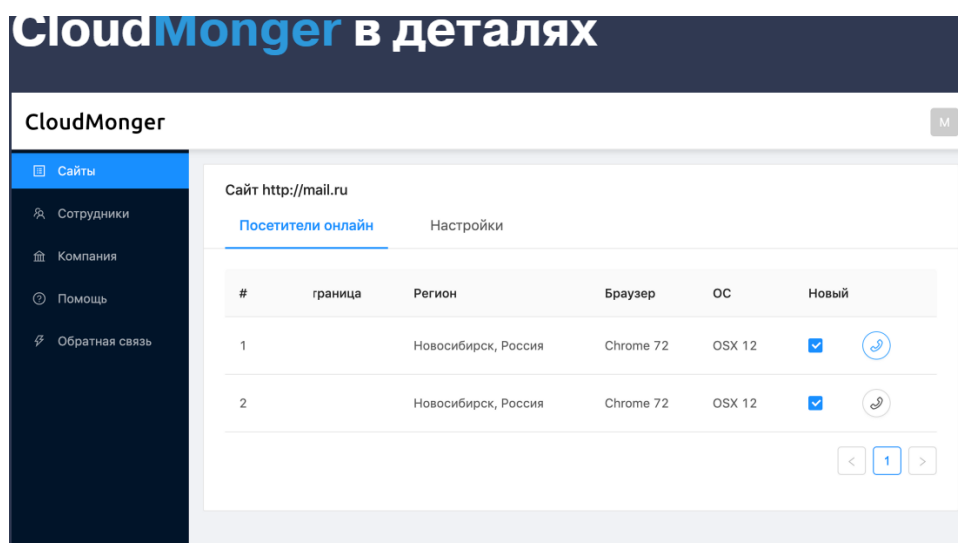 CloudMonger в деталях
CloudMonger
M
Сайты
Сотрудники
Компания
Помощь
Обратная связь
Сайт http://mail.ru
Посетители онлайн Настройки
# траница Регион Браузер ОС Новый
1 Новосибирск, Россия Chrome 72 OSX 12
2 Новосибирск, Россия Chrome 72 OSX 12
< 1 >